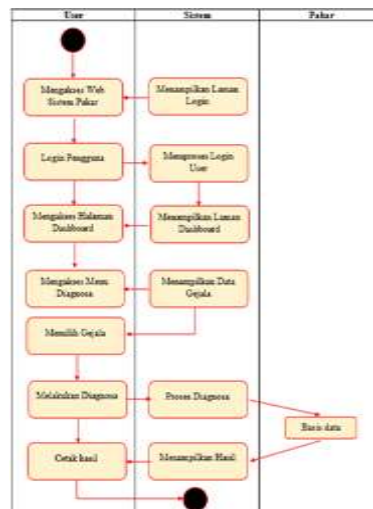 User
Sistem
Pakar
Mengakses Web
Sistem Pakar
Menampilkan Laman
Login
Login Pengguna
Memproses Login
User
Mengakses Halaman
Dashboard
Menampilkan Laman
Dashboard
Mengakses Menu
Diagnosa
Menampilkan Data
Gejala
Memilih Gejala
Melakukan Diagnosa
Proses Diagnosa
Basis data
Cetak hasil
Menampilkan Hasil